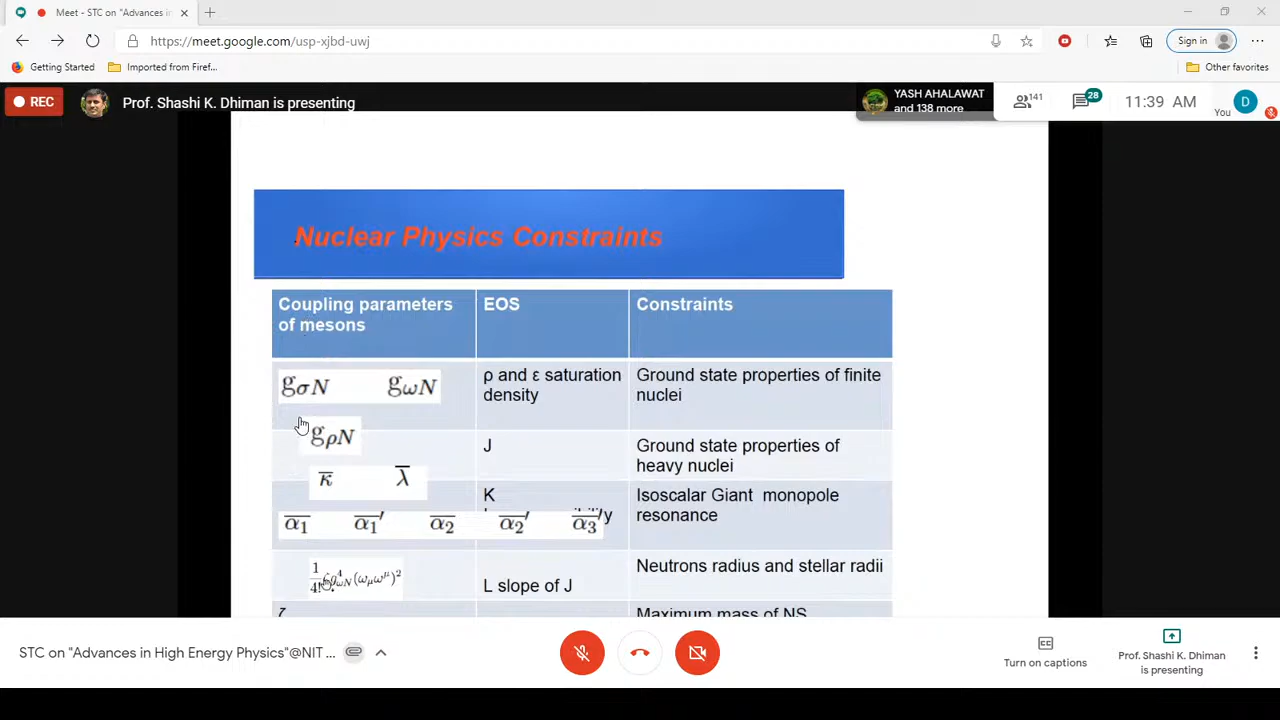 Meet - STC on "Advances in
https://meet.google.com/usp-xjbd-uwj
Sign in
Getting Started
Imported from Firef...
Other favorites
REC
Prof. Shashi K. Dhiman is presenting
YASH AHALAWAT
and 138 more
141
28
11:39 AM
You
D
Nuclear Physics Constraints
Coupling parameters
of mesons
EOS
Constraints
gσN gωN
ρ and ε saturation
density
Ground state properties of finite
nuclei
gρN
J
Ground state properties of
heavy nuclei
κ̅ λ̅
K
Isoscalar Giant monopole
resonance
α̅₁ α̅₁′ α̅₂ α̅₂′ α̅₃′
L slope of J
Neutrons radius and stellar radii
ζ
Maximum mass of NS
STC on "Advances in High Energy Physics"@NIT ...
Turn on captions
Prof. Shashi K. Dhiman
is presenting